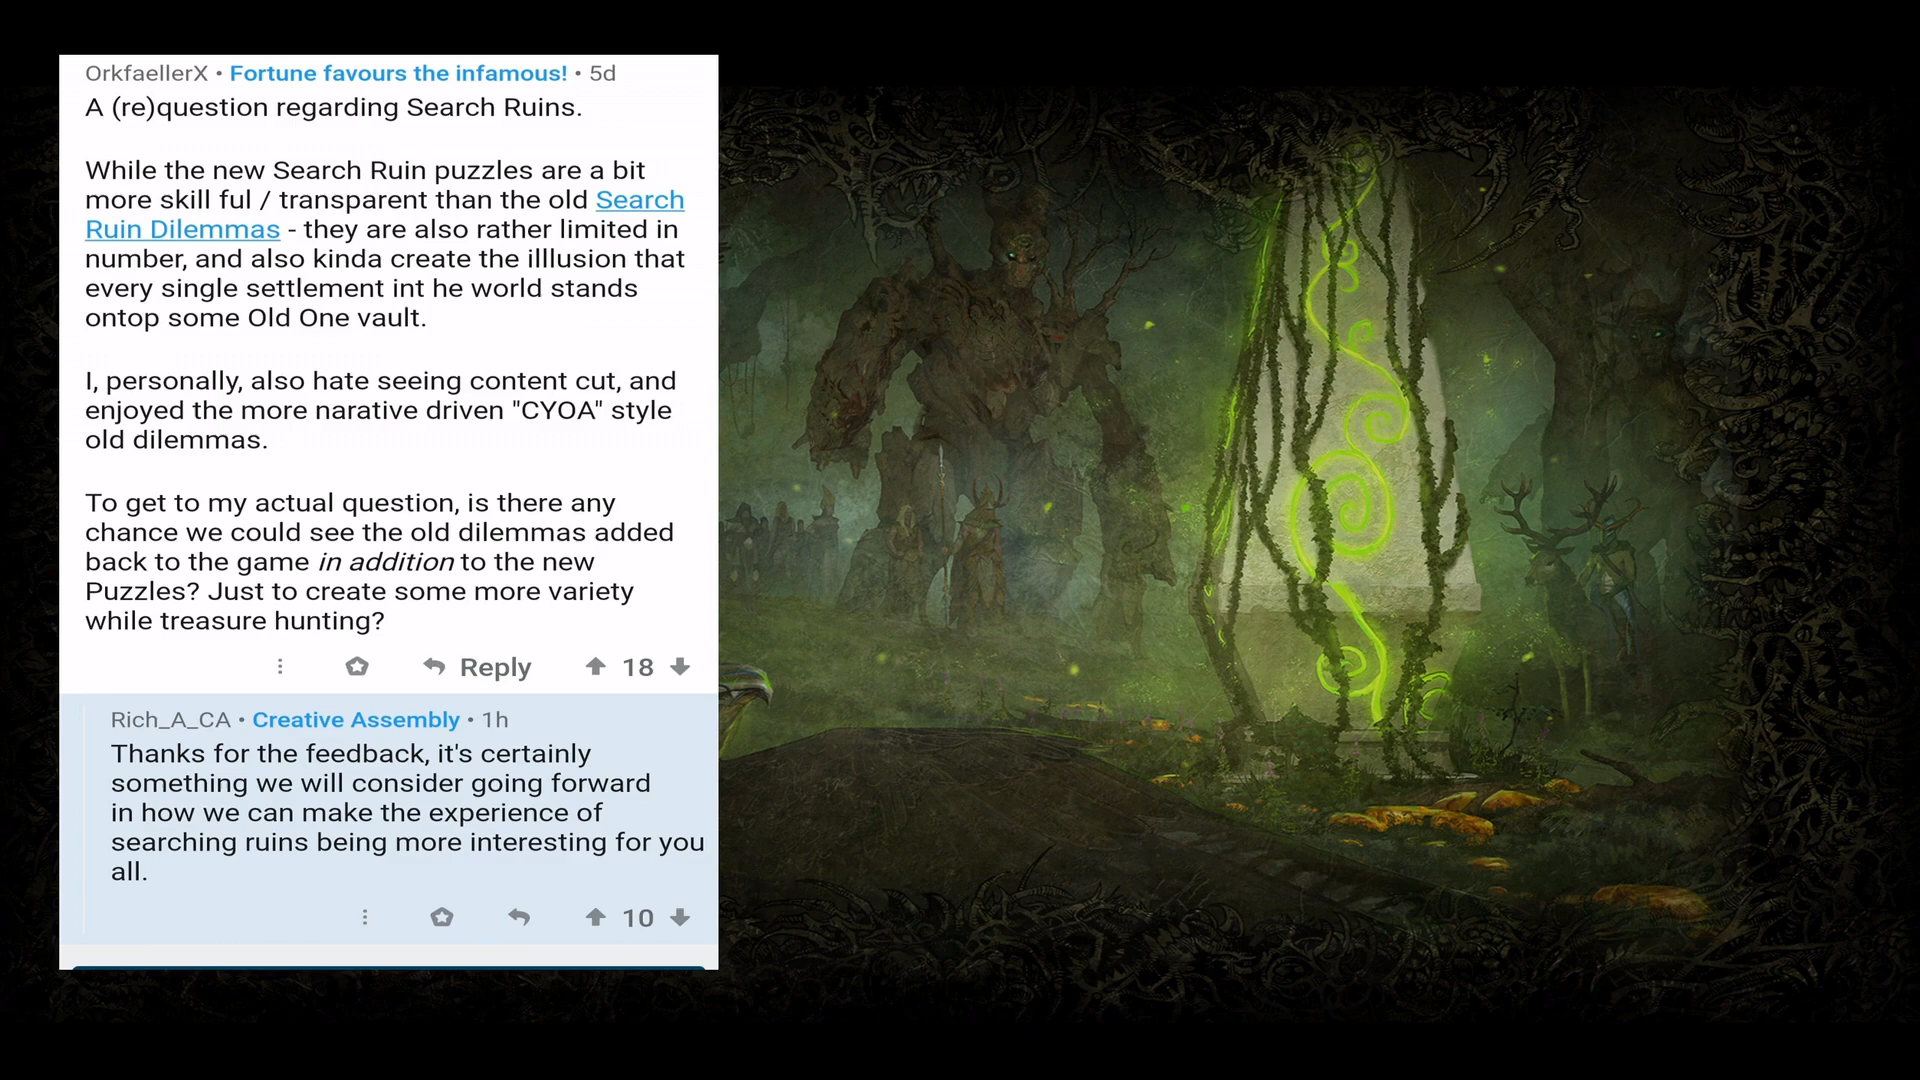 OrkfaellerX • Fortune favours the infamous! • 5d
A (re)question regarding Search Ruins.
While the new Search Ruin puzzles are a bit
more skill ful / transparent than the old Search
Ruin Dilemmas - they are also rather limited in
number, and also kinda create the illlusion that
every single settlement int he world stands
ontop some Old One vault.
I, personally, also hate seeing content cut, and
enjoyed the more narative driven "CYOA" style
old dilemmas.
To get to my actual question, is there any
chance we could see the old dilemmas added
back to the game in addition to the new
Puzzles? Just to create some more variety
while treasure hunting?
Reply 18
Rich_A_CA • Creative Assembly • 1h
Thanks for the feedback, it's certainly
something we will consider going forward
in how we can make the experience of
searching ruins being more interesting for you
all.
10